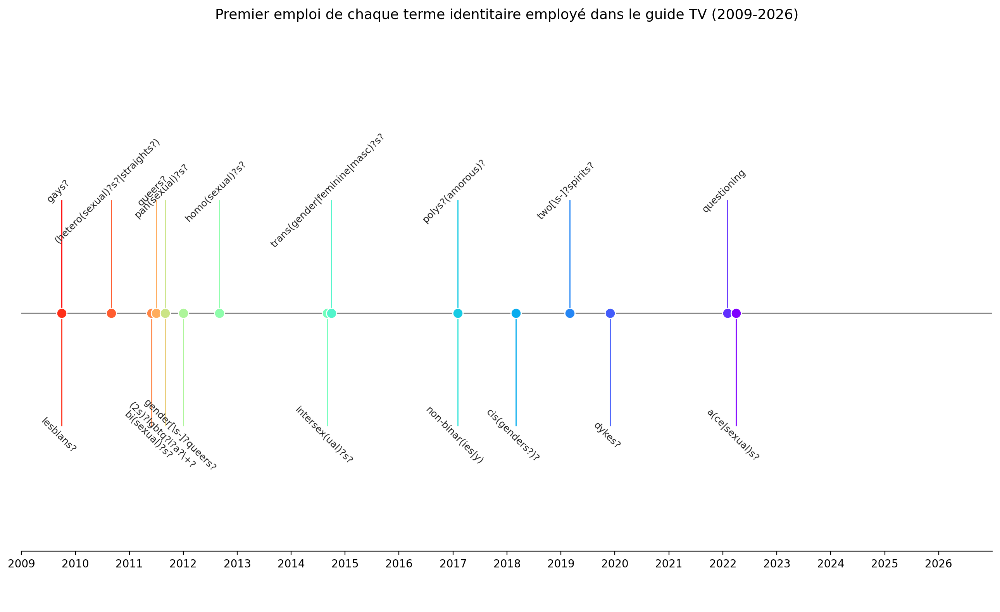 Premier emploi de chaque terme identitaire employé dans le guide TV (2009-2026)
gays?
(hetero(sexual)?s?|straights?)
queers?
pan(sexual)?s?
homo(sexual)?s?
trans(gender|feminine|masc)?s?
polys?(amorous)?
two[\s-]?spirits?
questioning
lesbians?
bi(sexual)?s?
(2s)?lgbtq?i?a?\+?
gender[\s-]?queers?
intersex(ual)?s?
non-binar(ies|y)
cis(genders?)?
dykes?
a(ce|sexual)s?
2009 2010 2011 2012 2013 2014 2015 2016 2017 2018 2019 2020 2021 2022 2023 2024 2025 2026